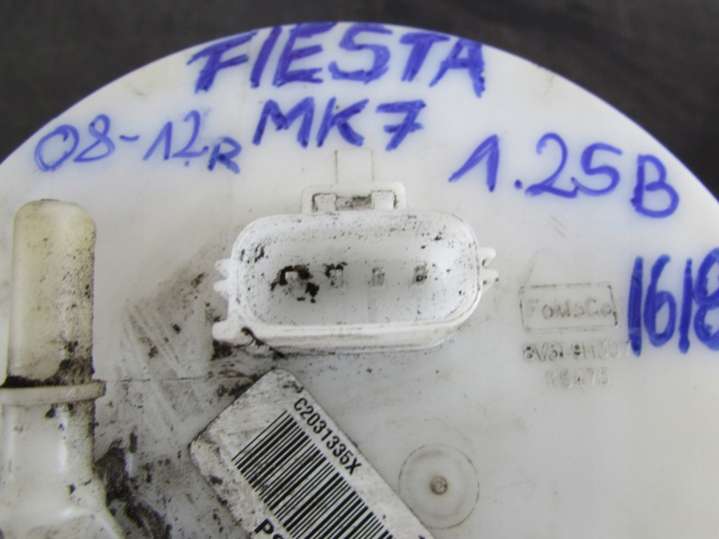 FIESTA
08-12R MK7 1.25B
1618
FoMoCo
C2031335X